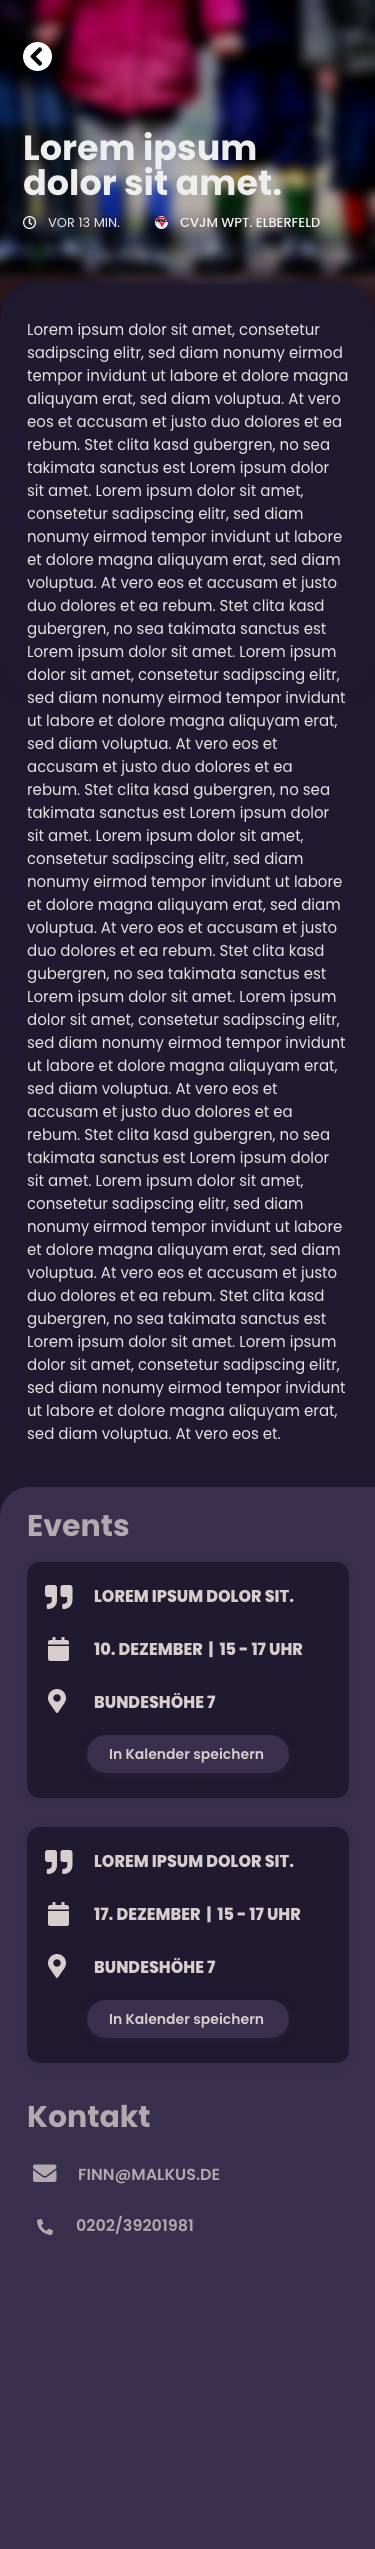 Lorem ipsum
dolor sit amet.
VOR 13 MIN. CVJM WPT. ELBERFELD
Lorem ipsum dolor sit amet, consetetur
sadipscing elitr, sed diam nonumy eirmod
tempor invidunt ut labore et dolore magna
aliquyam erat, sed diam voluptua. At vero
eos et accusam et justo duo dolores et ea
rebum. Stet clita kasd gubergren, no sea
takimata sanctus est Lorem ipsum dolor
sit amet. Lorem ipsum dolor sit amet,
consetetur sadipscing elitr, sed diam
nonumy eirmod tempor invidunt ut labore
et dolore magna aliquyam erat, sed diam
voluptua. At vero eos et accusam et justo
duo dolores et ea rebum. Stet clita kasd
gubergren, no sea takimata sanctus est
Lorem ipsum dolor sit amet. Lorem ipsum
dolor sit amet, consetetur sadipscing elitr,
sed diam nonumy eirmod tempor invidunt
ut labore et dolore magna aliquyam erat,
sed diam voluptua. At vero eos et
accusam et justo duo dolores et ea
rebum. Stet clita kasd gubergren, no sea
takimata sanctus est Lorem ipsum dolor
sit amet. Lorem ipsum dolor sit amet,
consetetur sadipscing elitr, sed diam
nonumy eirmod tempor invidunt ut labore
et dolore magna aliquyam erat, sed diam
voluptua. At vero eos et accusam et justo
duo dolores et ea rebum. Stet clita kasd
gubergren, no sea takimata sanctus est
Lorem ipsum dolor sit amet. Lorem ipsum
dolor sit amet, consetetur sadipscing elitr,
sed diam nonumy eirmod tempor invidunt
ut labore et dolore magna aliquyam erat,
sed diam voluptua. At vero eos et
accusam et justo duo dolores et ea
rebum. Stet clita kasd gubergren, no sea
takimata sanctus est Lorem ipsum dolor
sit amet. Lorem ipsum dolor sit amet,
consetetur sadipscing elitr, sed diam
nonumy eirmod tempor invidunt ut labore
et dolore magna aliquyam erat, sed diam
voluptua. At vero eos et accusam et justo
duo dolores et ea rebum. Stet clita kasd
gubergren, no sea takimata sanctus est
Lorem ipsum dolor sit amet. Lorem ipsum
dolor sit amet, consetetur sadipscing elitr,
sed diam nonumy eirmod tempor invidunt
ut labore et dolore magna aliquyam erat,
sed diam voluptua. At vero eos et.
Events
LOREM IPSUM DOLOR SIT.
10. DEZEMBER | 15 - 17 UHR
BUNDESHÖHE 7
In Kalender speichern
LOREM IPSUM DOLOR SIT.
17. DEZEMBER | 15 - 17 UHR
BUNDESHÖHE 7
In Kalender speichern
Kontakt
FINN@MALKUS.DE
0202/39201981